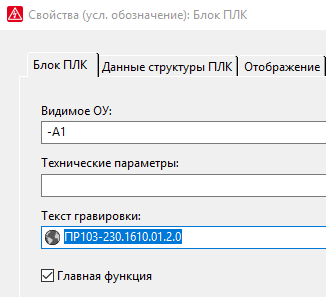 Свойства (усл. обозначение): Блок ПЛК
Блок ПЛК Данные структуры ПЛК Отображение
Видимое ОУ:
-A1
Технические параметры:
Текст гравировки:
ПР103-230.1610.01.2.0
Главная функция